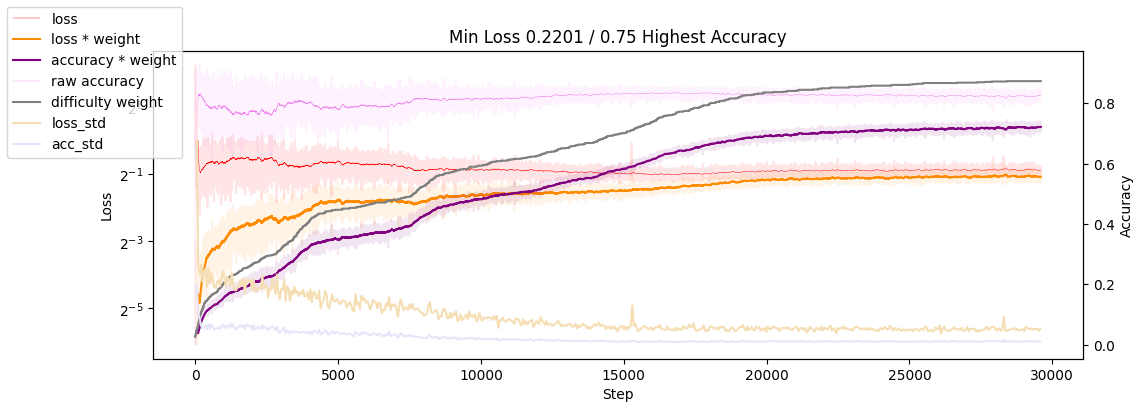 Min Loss 0.2201 / 0.75 Highest Accuracy
loss
loss * weight
accuracy * weight
raw accuracy
difficulty weight
loss_std
acc_std
2⁻¹
2⁻³
2⁻⁵
Loss
0.8
0.6
0.4
0.2
0.0
Accuracy
0 5000 10000 15000 20000 25000 30000
Step